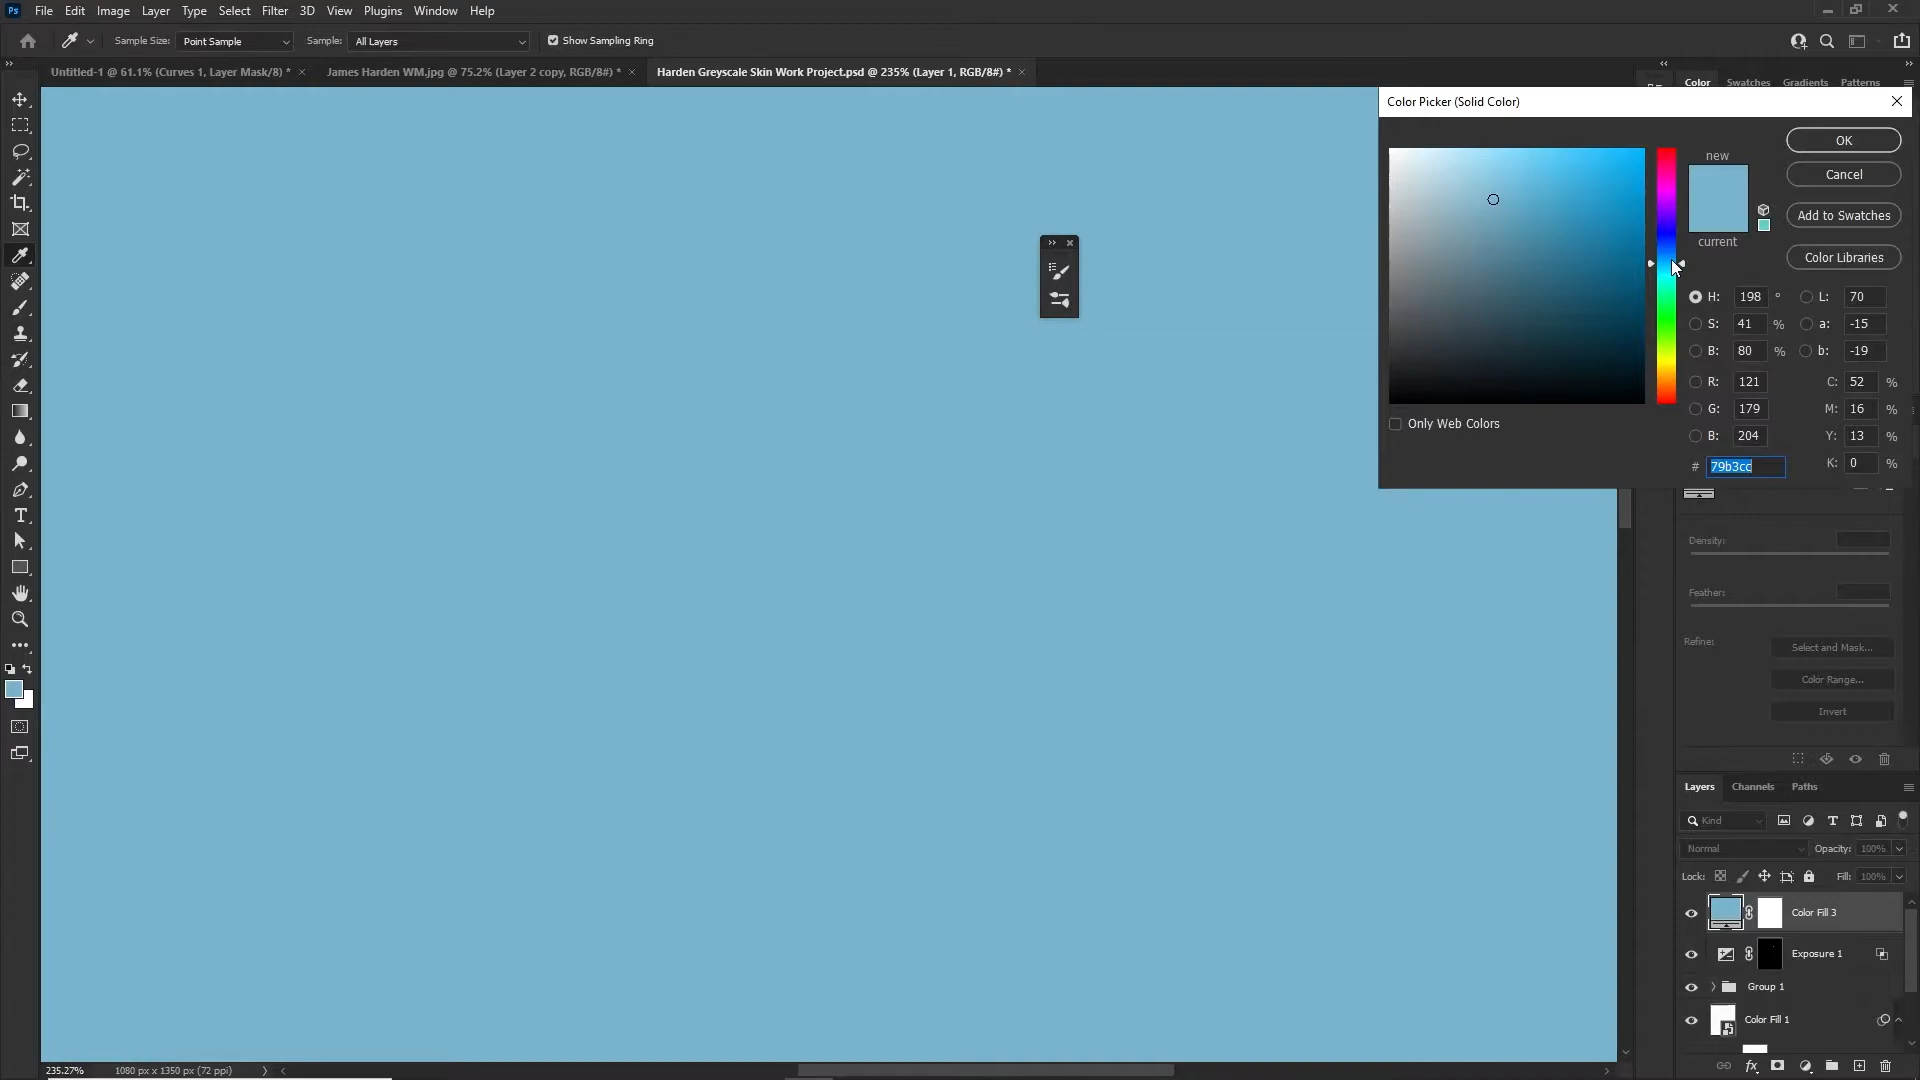 Ps File Edit Image Layer Type Select Filter 3D View Plugins Window Help
Sample Size: Point Sample Sample: All Layers Show Sampling Ring
Untitled-1 @ 61.1% (Curves 1, Layer Mask/8) * × James Harden WM.jpg @ 75.2% (Layer 2 copy, RGB/8#) * × Harden Greyscale Skin Work Project.psd @ 235% (Layer 1, RGB/8#) * ×
Color Swatches Gradients Patterns
Color Picker (Solid Color)
new
current
OK
Cancel
Add to Swatches
Color Libraries
H: 198 ° L: 70
S: 41 % a: -15
B: 80 % b: -19
R: 121 C: 52 %
G: 179 M: 16 %
B: 204 Y: 13 %
# 79b3cc K: 0 %
Only Web Colors
Density:
Feather:
Refine: Select and Mask...
Color Range...
Invert
Layers Channels Paths
Kind
Normal Opacity: 100%
Lock: Fill: 100%
Color Fill 3
Exposure 1
Group 1
Color Fill 1
fx
235.27% 1080 px x 1350 px (72 ppi)